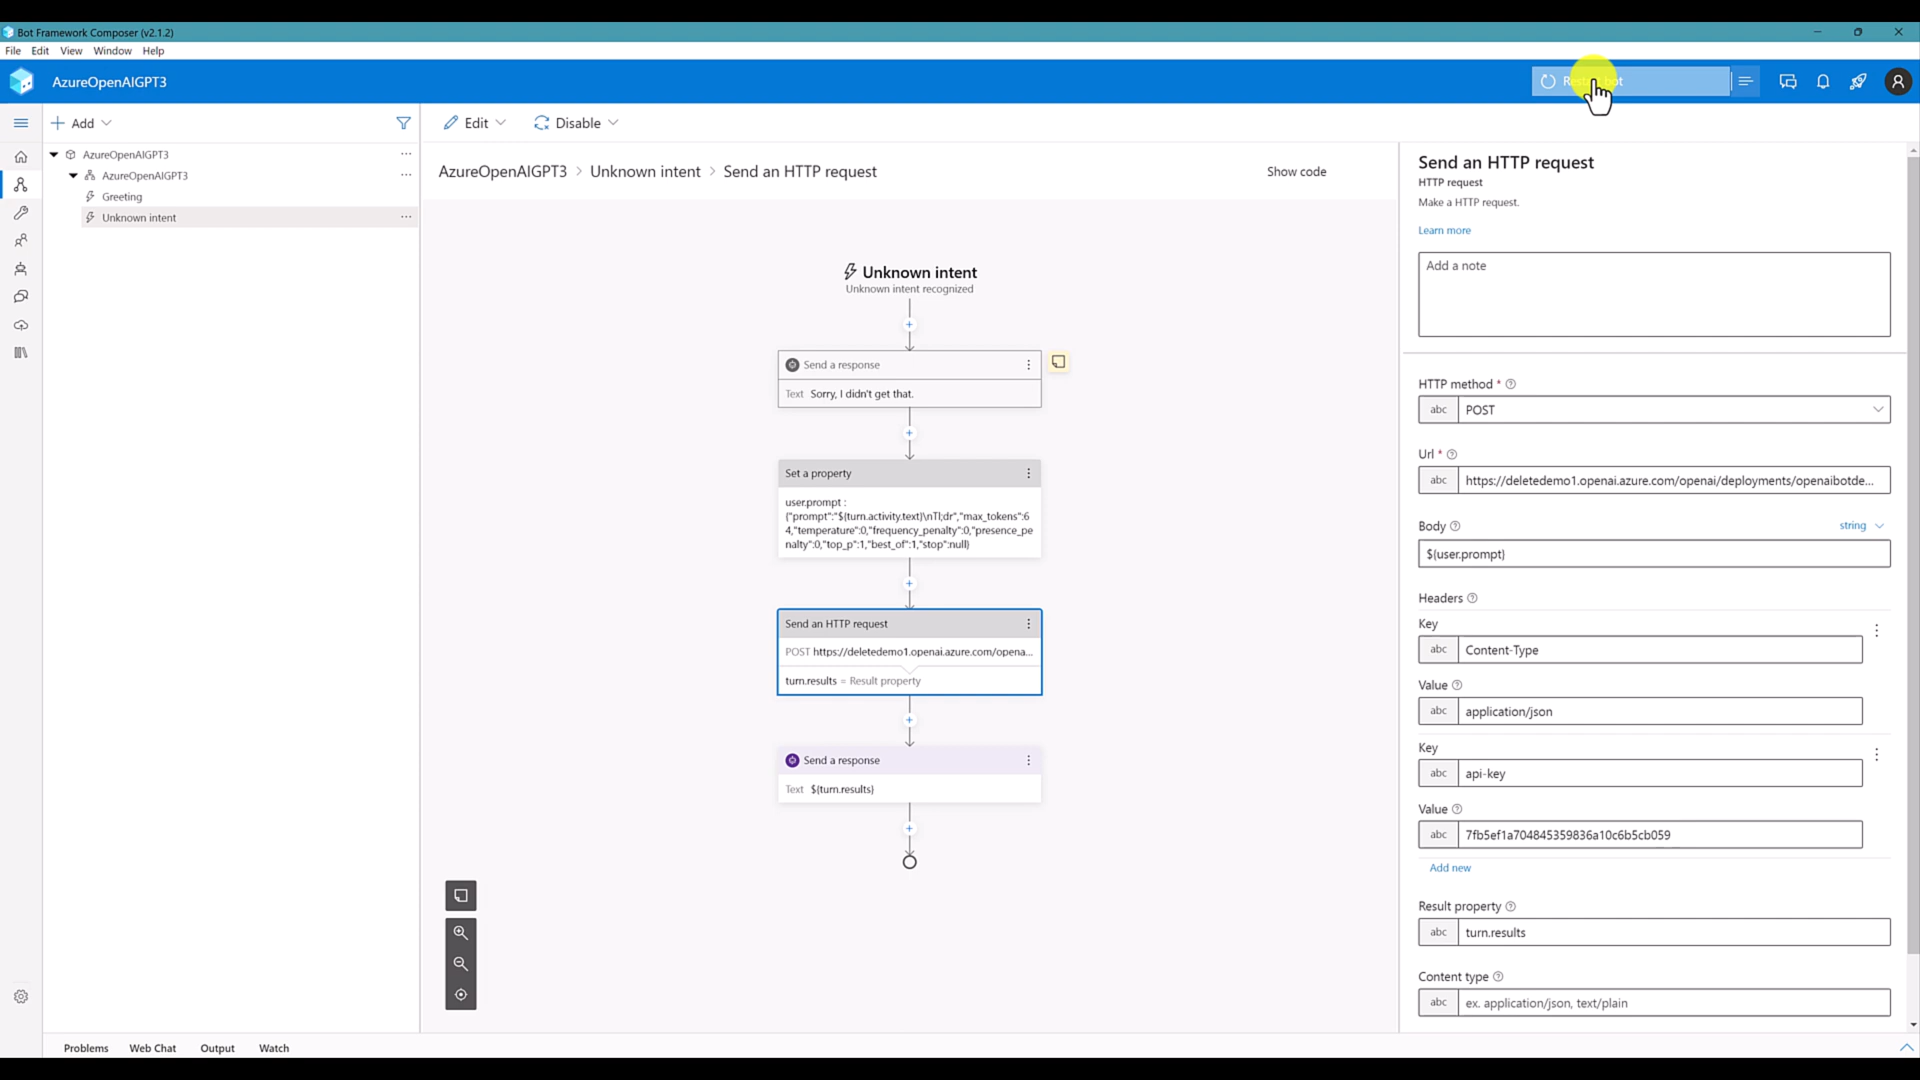 Bot Framework Composer (v2.1.2)
File Edit View Window Help
AzureOpenAIGPT3
Add
Edit
Disable
AzureOpenAIGPT3
AzureOpenAIGPT3
Greeting
Unknown intent
AzureOpenAIGPT3 > Unknown intent > Send an HTTP request
Show code
Unknown intent
Unknown intent recognized
Send a response
Text Sorry, I didn't get that.
Set a property
user.prompt :
{"prompt":"${turn.activity.text}\nTl;dr","max_tokens":6
4,"temperature":0,"frequency_penalty":0,"presence_pe
nalty":0,"top_p":1,"best_of":1,"stop":null}
Send an HTTP request
POST https://deletedemo1.openai.azure.com/opena...
turn.results = Result property
Send a response
Text ${turn.results}
Send an HTTP request
HTTP request
Make a HTTP request.
Learn more
Add a note
HTTP method *
abc POST
Url *
abc https://deletedemo1.openai.azure.com/openai/deployments/openaibotde...
Body
string
${user.prompt}
Headers
Key
abc Content-Type
Value
abc application/json
Key
abc api-key
Value
abc 7fb5ef1a704845359836a10c6b5cb059
Add new
Result property
abc turn.results
Content type
abc ex. application/json, text/plain
Problems Web Chat Output Watch